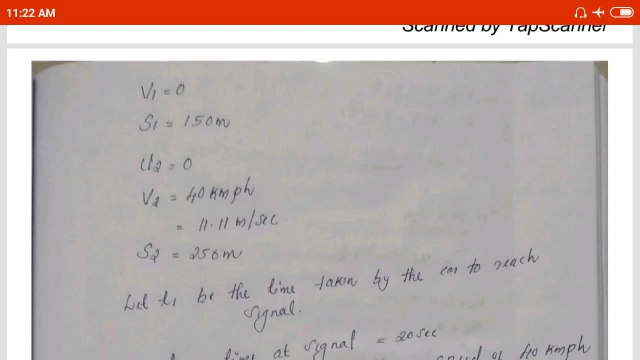 11:22 AM
Scanned by TapScanner
V1 = 0
S1 = 150m
U2 = 0
V2 = 40 kmph
= 11.11 m/sec
S2 = 250m
Let t1 be the time taken by the car to reach
signal.
time at signal = 20 sec
speed of 40 kmph